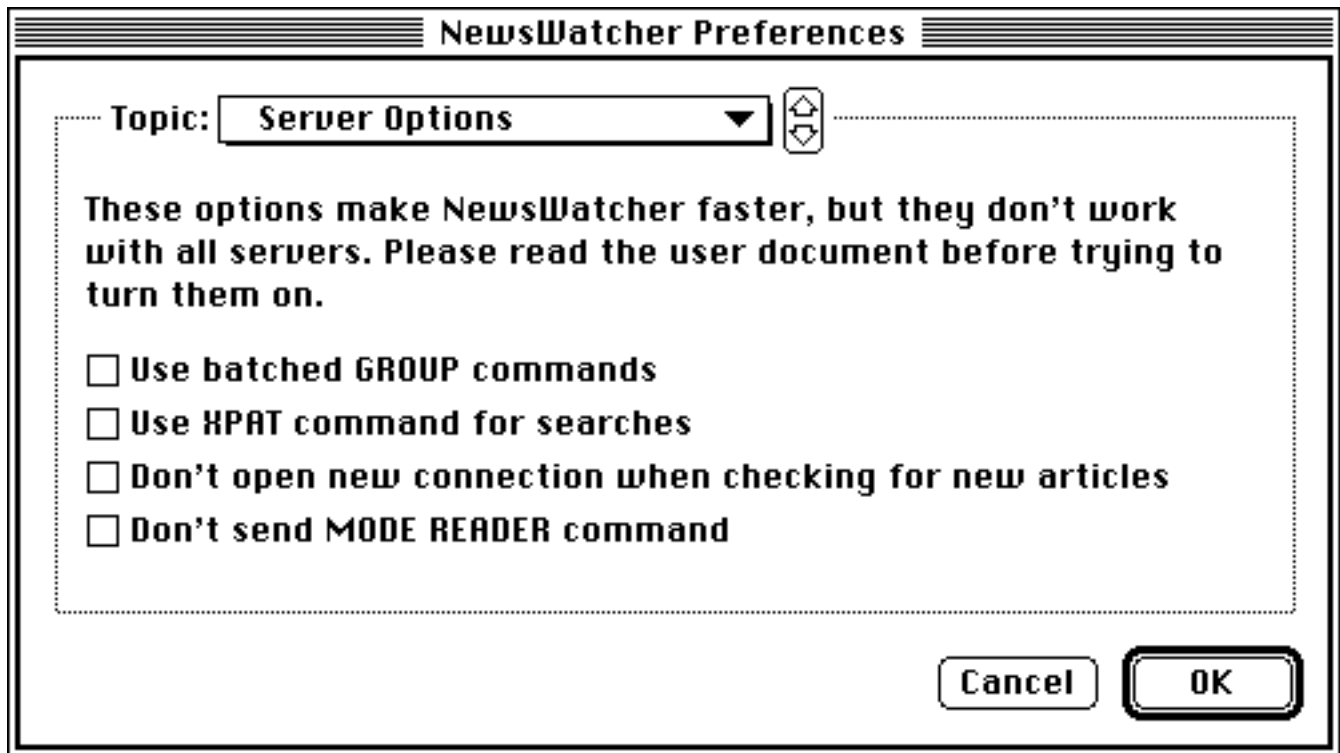 NewsWatcher Preferences
Topic: Server Options
These options make NewsWatcher faster, but they don't work
with all servers. Please read the user document before trying to
turn them on.
Use batched GROUP commands
Use XPAT command for searches
Don't open new connection when checking for new articles
Don't send MODE READER command
Cancel OK